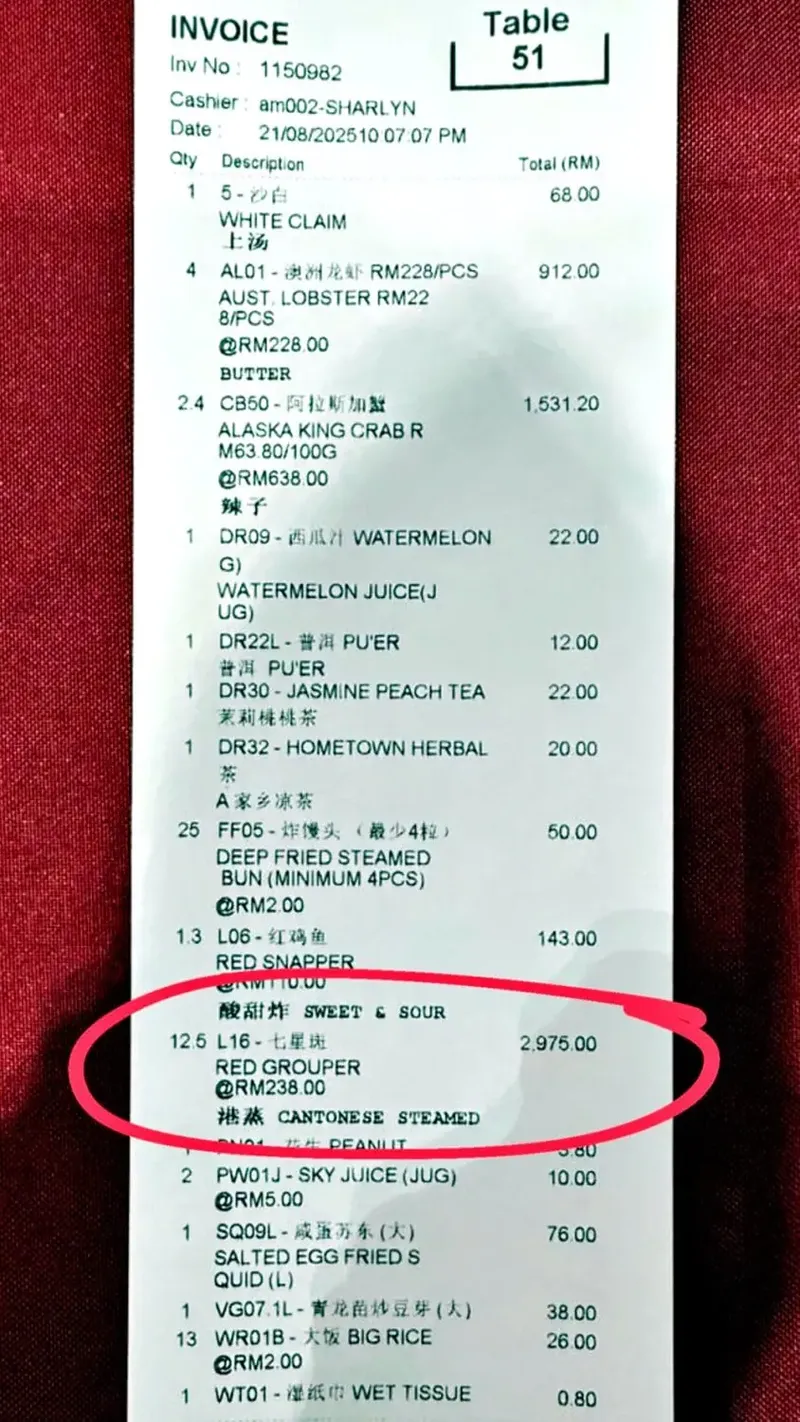 INVOICE
Table
51
Inv No : 1150982
Cashier : am002-SHARLYN
Date : 21/08/202510 07:07 PM
Qty Description Total (RM)
1 5 - 沙白 68.00
WHITE CLAIM
上汤
4 AL01 - 澳洲龙虾 RM228/PCS 912.00
AUST. LOBSTER RM22
8/PCS
@RM228.00
BUTTER
2.4 CB50 - 阿拉斯加蟹 1,531.20
ALASKA KING CRAB R
M63.80/100G
@RM638.00
辣子
1 DR09 - 西瓜汁 WATERMELON 22.00
G)
WATERMELON JUICE(J
UG)
1 DR22L - 普洱 PU'ER 12.00
普洱 PU'ER
1 DR30 - JASMINE PEACH TEA 22.00
茉莉桃桃茶
1 DR32 - HOMETOWN HERBAL 20.00
茶
A 家乡凉茶
25 FF05 - 炸馒头 (最少4粒) 50.00
DEEP FRIED STEAMED
BUN (MINIMUM 4PCS)
@RM2.00
1.3 L06 - 红鸡鱼 143.00
RED SNAPPER
@RM110.00
酸甜炸 SWEET & SOUR
12.5 L16 - 七星斑 2,975.00
RED GROUPER
@RM238.00
港蒸 CANTONESE STEAMED
1 PN01 - 花生 PEANUT 3.80
2 PW01J - SKY JUICE (JUG) 10.00
@RM5.00
1 SQ09L - 咸蛋苏东 (大) 76.00
SALTED EGG FRIED S
QUID (L)
1 VG07.1L - 青龙苗炒豆芽 (大) 38.00
13 WR01B - 大饭 BIG RICE 26.00
@RM2.00
1 WT01 - 湿纸巾 WET TISSUE 0.80